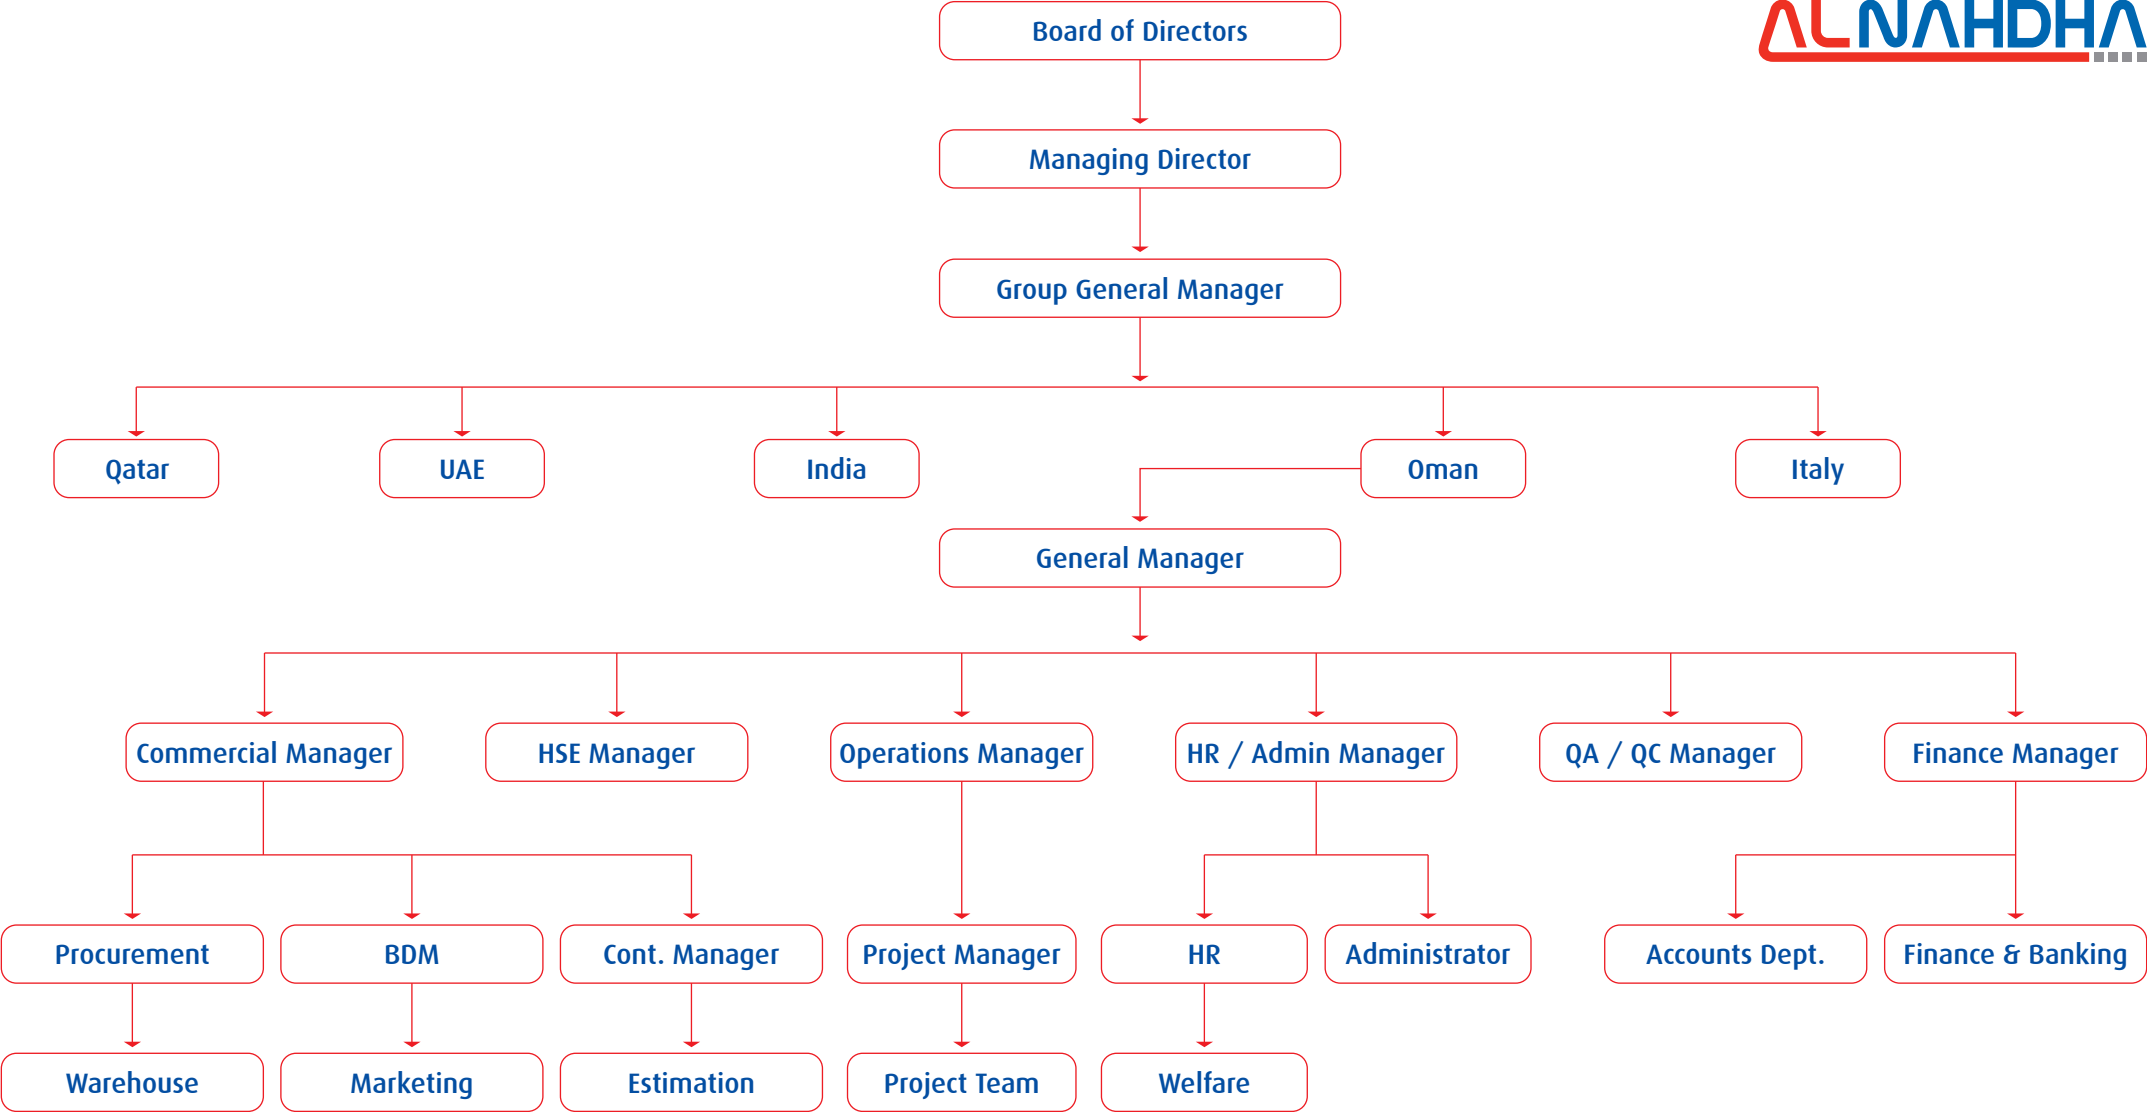 ALNAHDHA
Board of Directors
Managing Director
Group General Manager
Qatar
UAE
India
Oman
Italy
General Manager
Commercial Manager
HSE Manager
Operations Manager
HR / Admin Manager
QA / QC Manager
Finance Manager
Procurement
BDM
Cont. Manager
Project Manager
HR
Administrator
Accounts Dept.
Finance & Banking
Warehouse
Marketing
Estimation
Project Team
Welfare